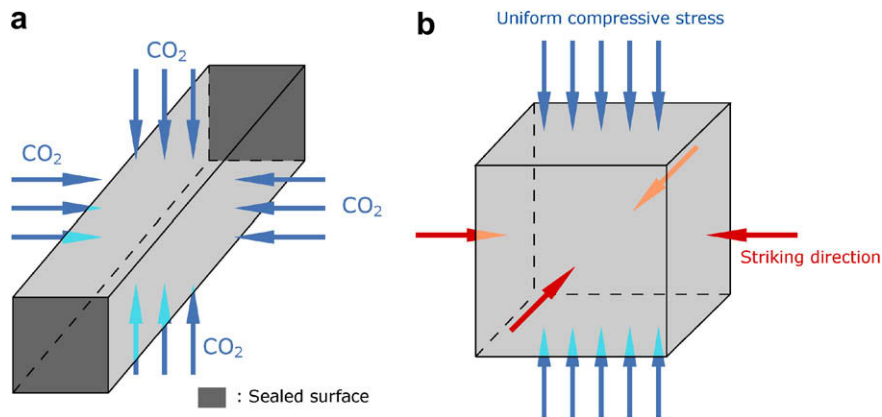 a
CO₂
CO₂
CO₂
CO₂
: Sealed surface
b
Uniform compressive stress
Striking direction